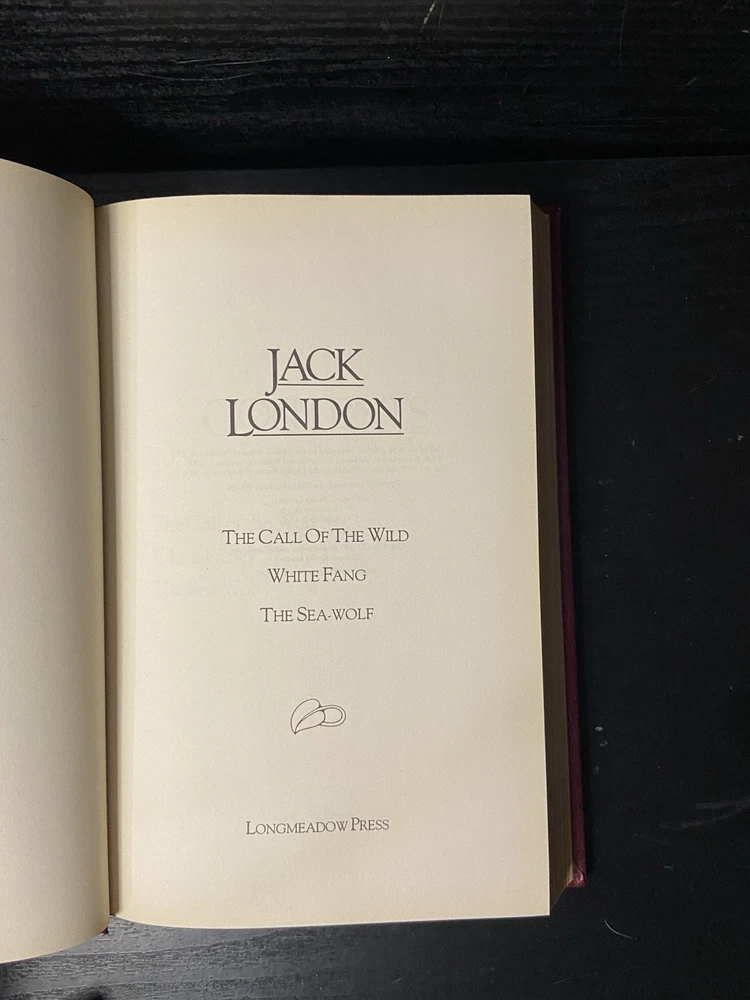 JACK
LONDON
THE CALL OF THE WILD
WHITE FANG
THE SEA-WOLF
LONGMEADOW PRESS